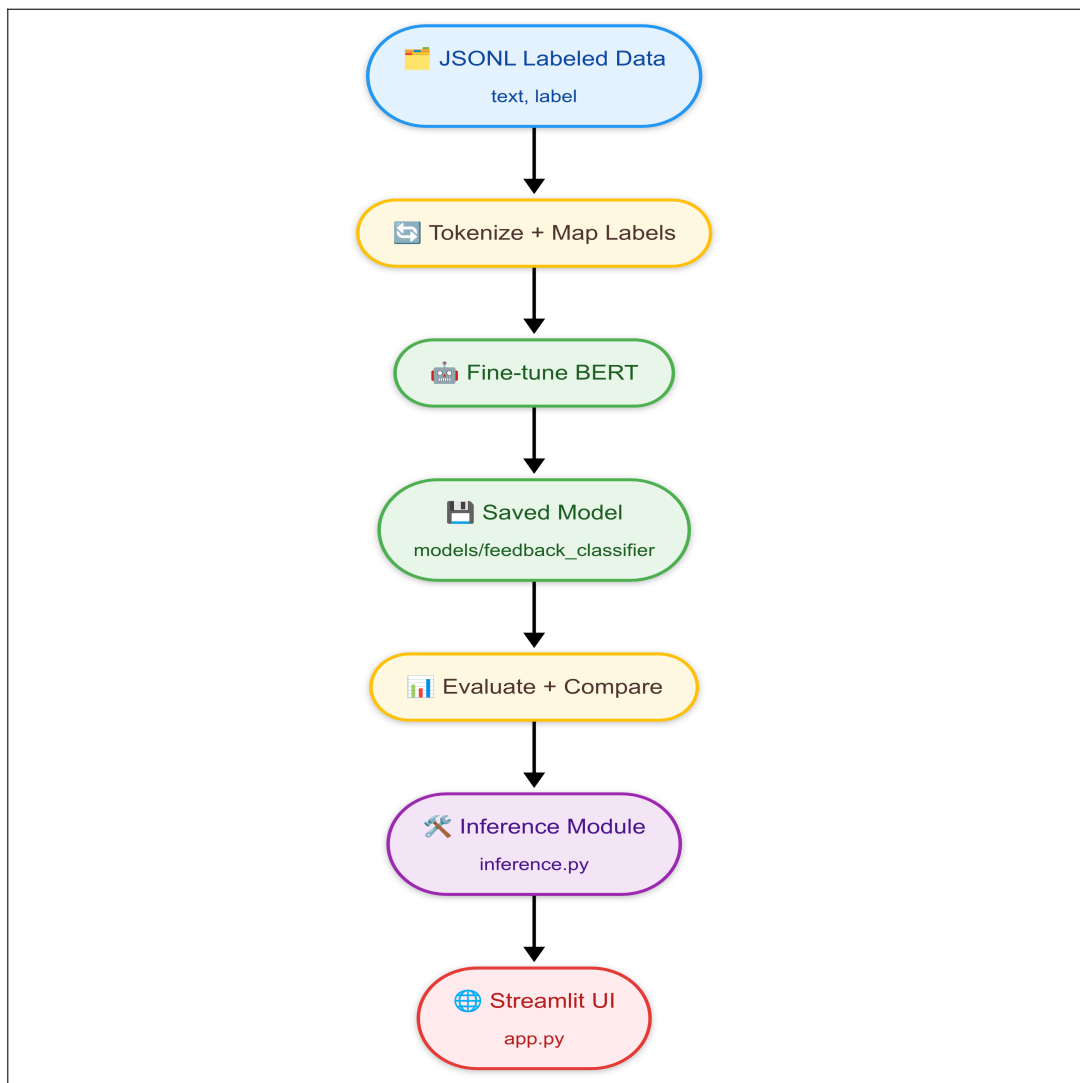 🗂️ JSONL Labeled Data
text, label
🔄 Tokenize + Map Labels
🤖 Fine-tune BERT
💾 Saved Model
models/feedback_classifier
📊 Evaluate + Compare
🛠️ Inference Module
inference.py
🌐 Streamlit UI
app.py